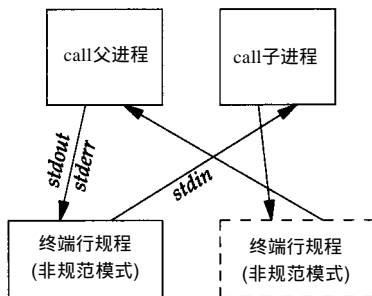 call父进程
call子进程
stdout
stderr
stdin
终端行规程
(非规范模式)
终端行规程
(非规范模式)